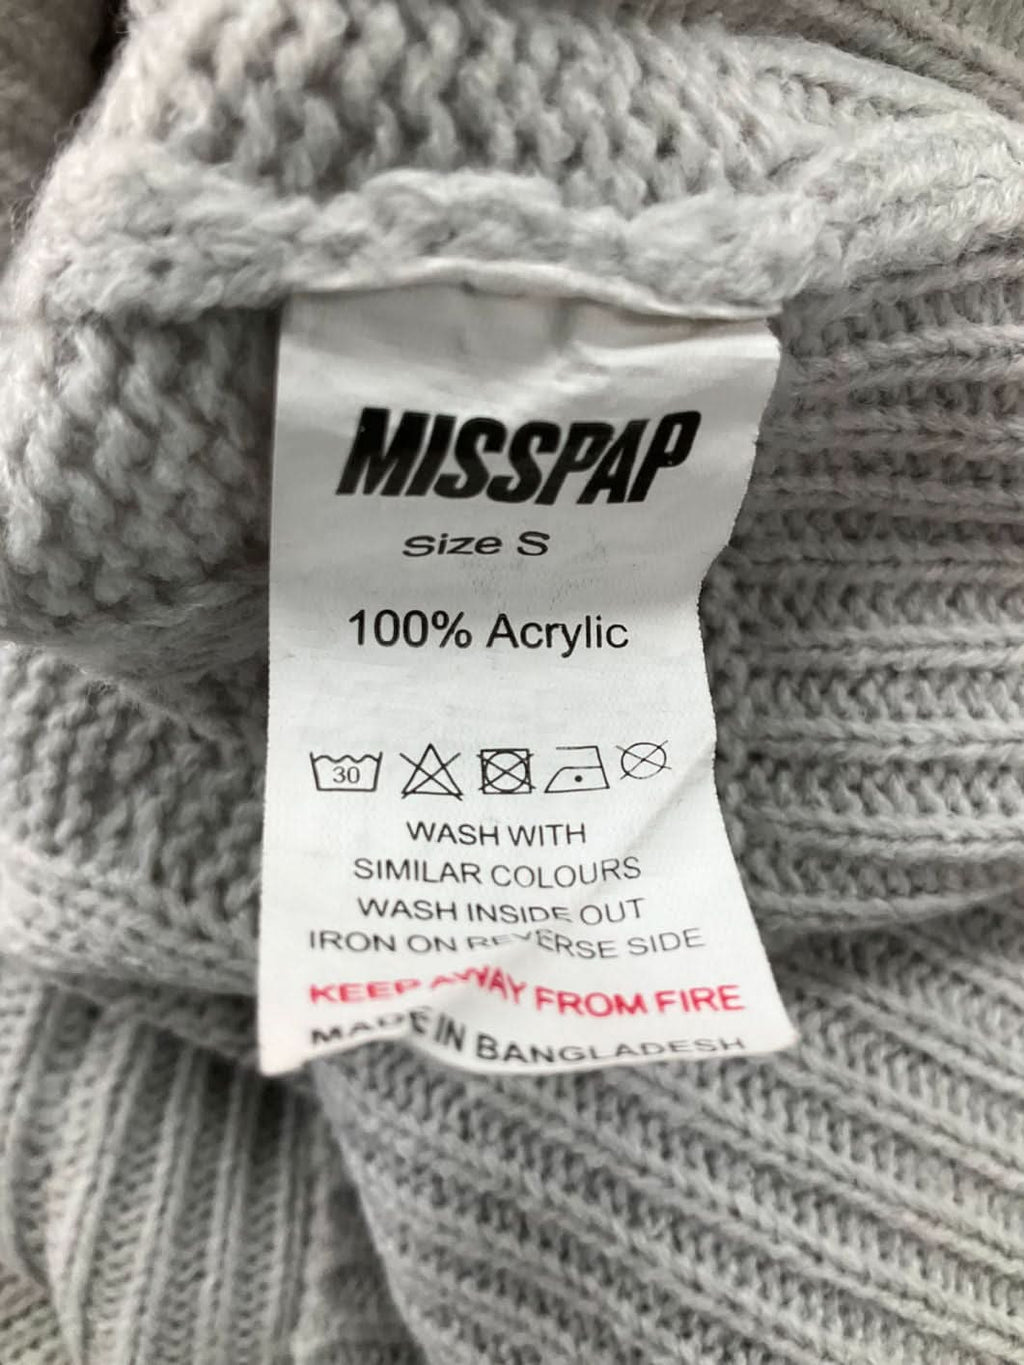 MISSPAP
Size S
100% Acrylic
30
WASH WITH
SIMILAR COLOURS
WASH INSIDE OUT
IRON ON REVERSE SIDE
KEEP AWAY FROM FIRE
MADE IN BANGLADESH